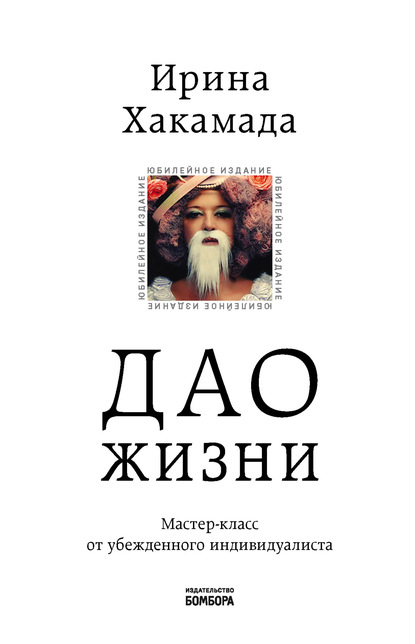 Ирина
Хакамада
ЮБИЛЕЙНОЕ ИЗДАНИЕ
ЮБИЛЕЙНОЕ ИЗДАНИЕ
ЮБИЛЕЙНОЕ ИЗДАНИЕ
ЮБИЛЕЙНОЕ ИЗДАНИЕ
ДАО
ЖИЗНИ
Мастер-класс
от убежденного индивидуалиста
ИЗДАТЕЛЬСТВО
БОМБОРА